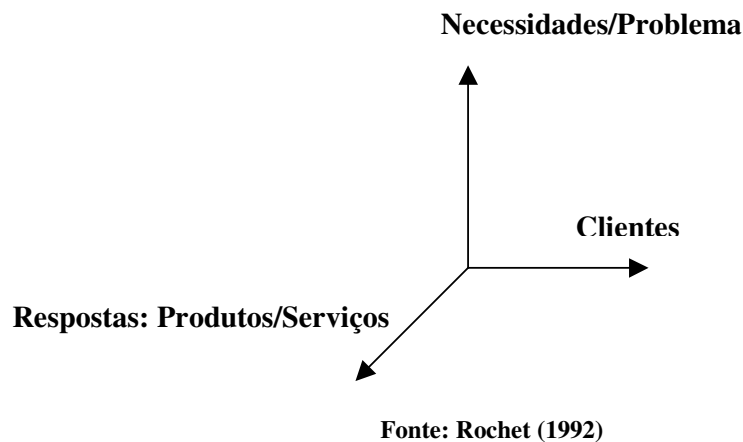 Necessidades/Problema
Clientes
Respostas: Produtos/Serviços
Fonte: Rochet (1992)